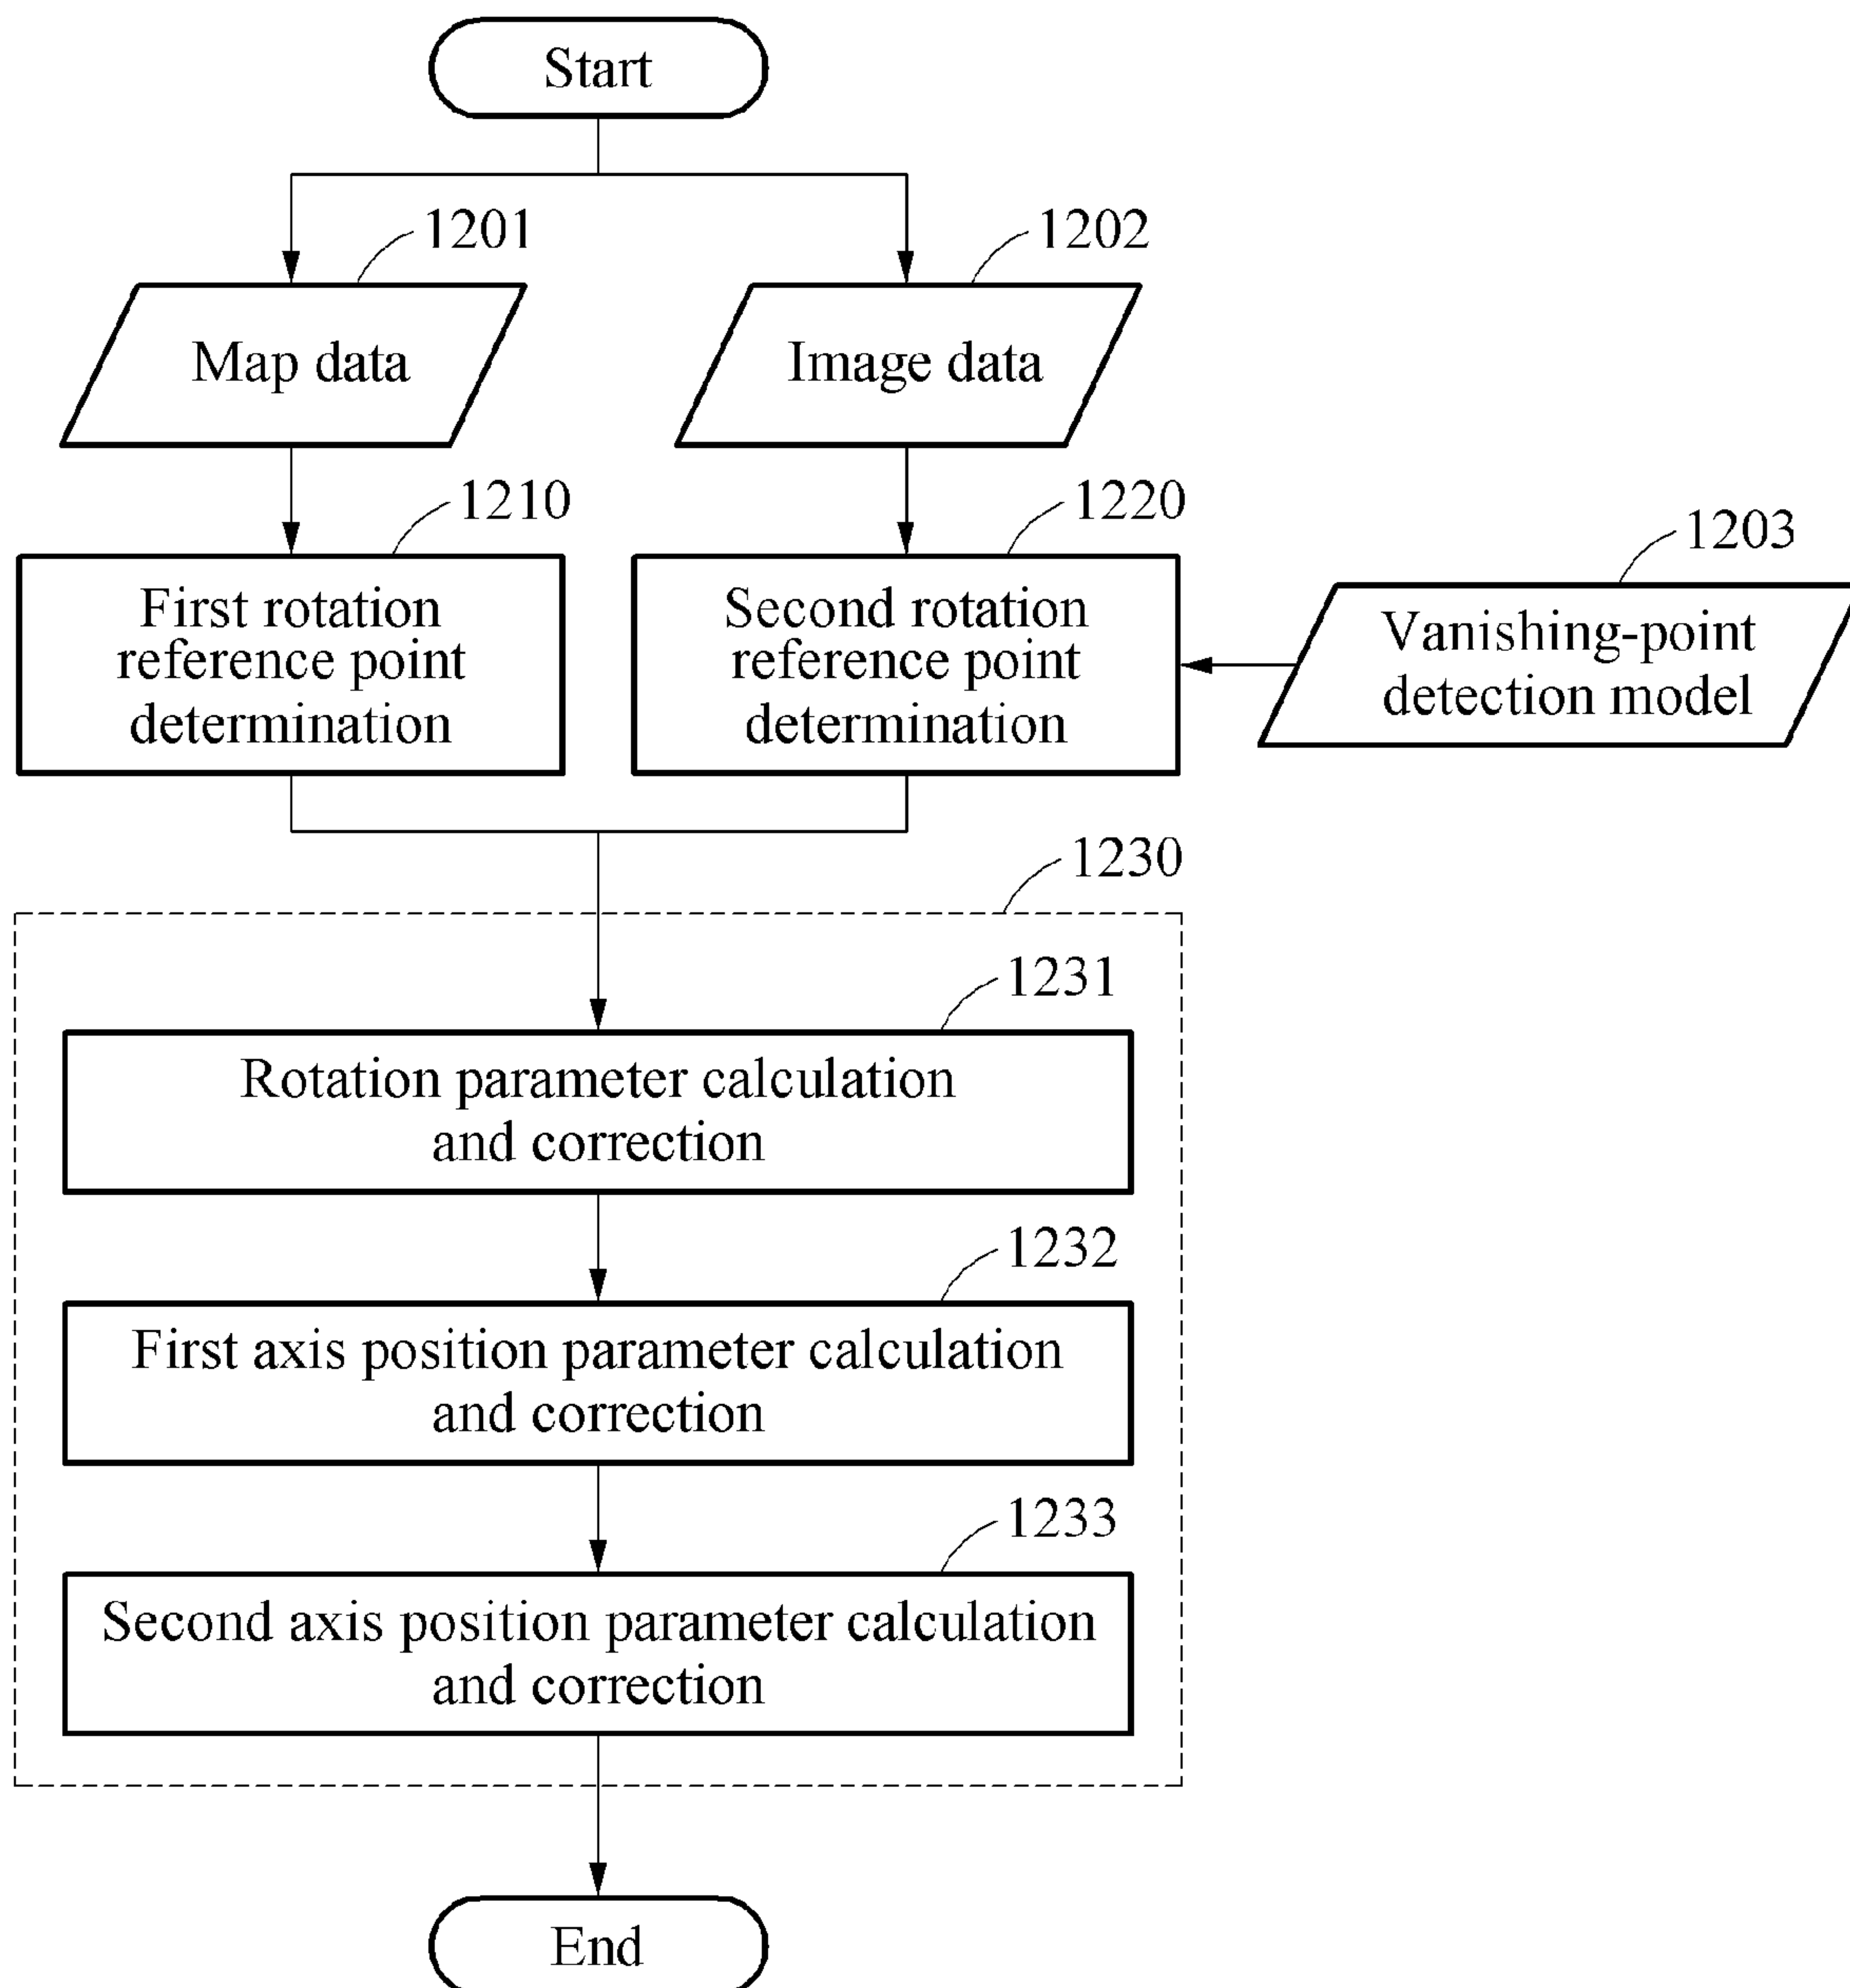 Start
1201
1202
Map data
Image data
1210
1220
1203
First rotation
reference point
determination
Second rotation
reference point
determination
Vanishing-point
detection model
1230
1231
Rotation parameter calculation
and correction
1232
First axis position parameter calculation
and correction
1233
Second axis position parameter calculation
and correction
End